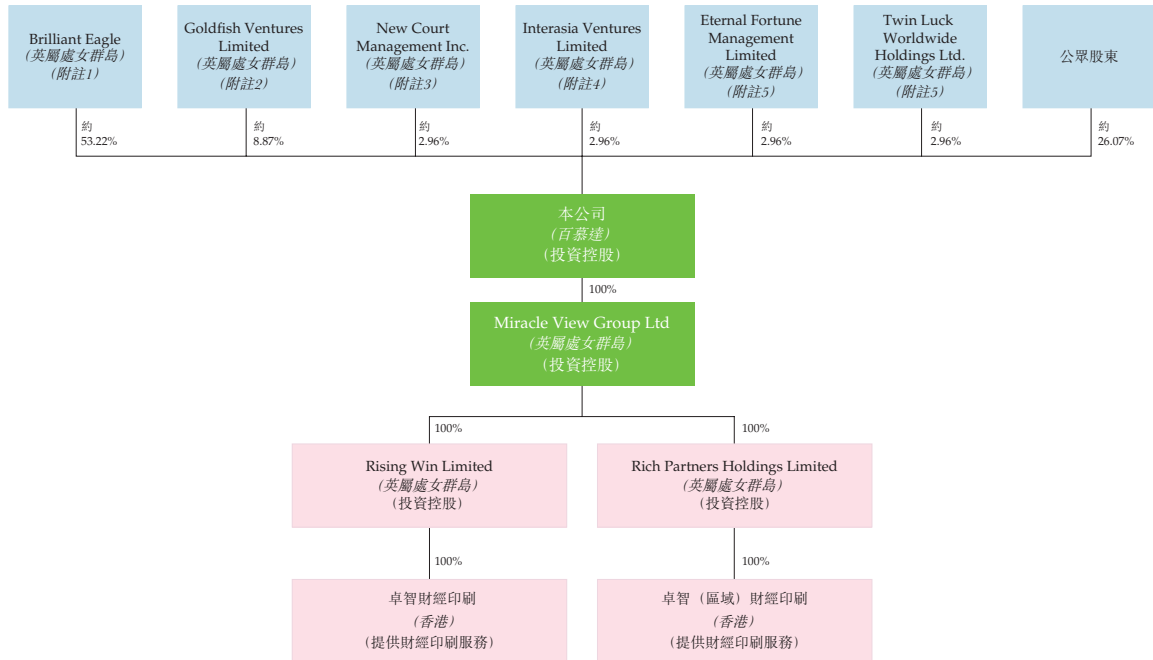 Brilliant Eagle
(英屬處女群島)
(附註1)
Goldfish Ventures
Limited
(英屬處女群島)
(附註2)
New Court
Management Inc.
(英屬處女群島)
(附註3)
Interasia Ventures
Limited
(英屬處女群島)
(附註4)
Eternal Fortune
Management
Limited
(英屬處女群島)
(附註5)
Twin Luck
Worldwide
Holdings Ltd.
(英屬處女群島)
(附註5)
公眾股東
約
53.22%
約
8.87%
約
2.96%
約
2.96%
約
2.96%
約
2.96%
約
26.07%
本公司
(百慕達)
(投資控股)
100%
Miracle View Group Ltd
(英屬處女群島)
(投資控股)
100%
100%
Rising Win Limited
(英屬處女群島)
(投資控股)
Rich Partners Holdings Limited
(英屬處女群島)
(投資控股)
100%
100%
卓智財經印刷
(香港)
(提供財經印刷服務)
卓智（區域）財經印刷
(香港)
(提供財經印刷服務)